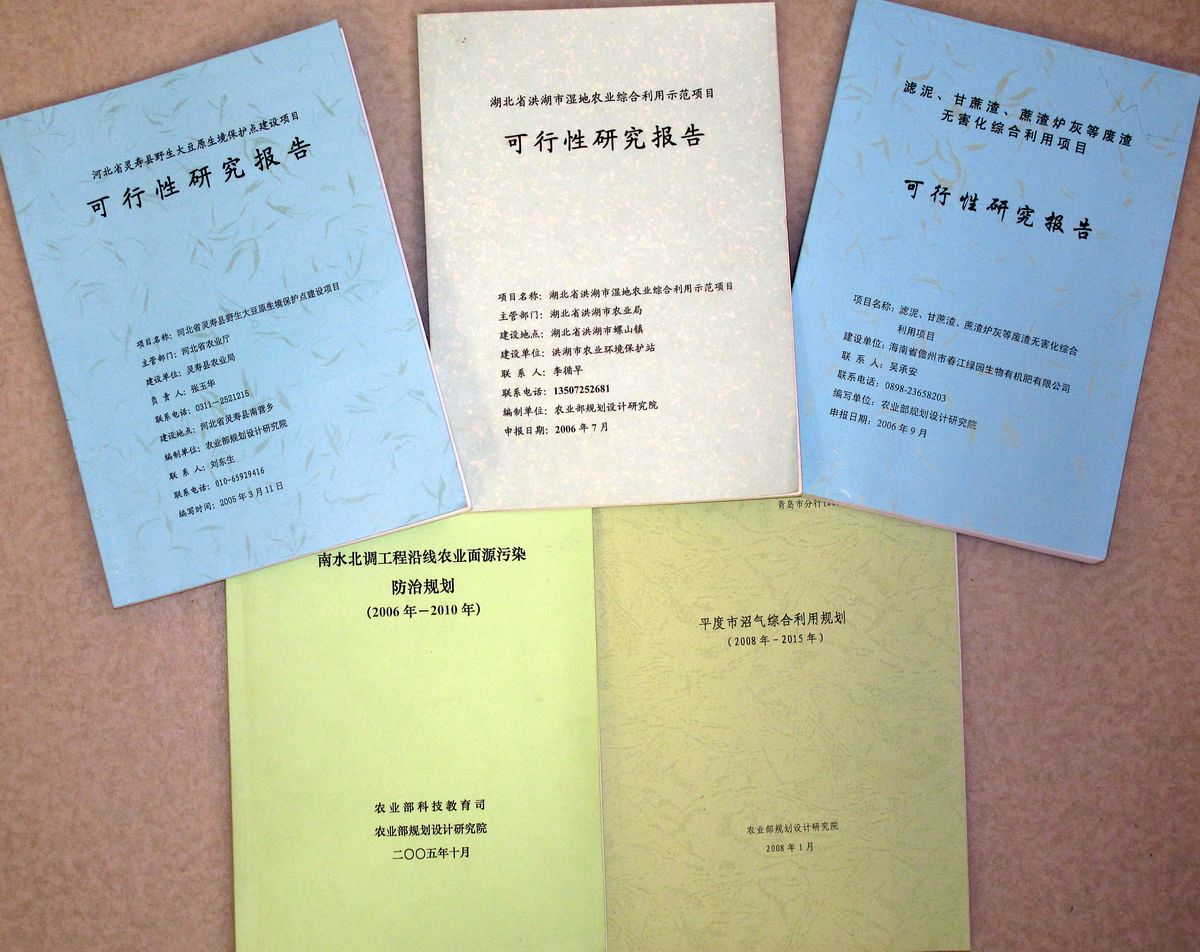 河北省灵寿县野生大豆原生境保护点建设项目
可行性研究报告
项目名称：河北省灵寿县野生大豆原生境保护点建设项目
主管部门：河北省农业厅
建设单位：灵寿县农业局
负 责 人：张玉华
联系电话：0311—2521215
建设地点：河北省灵寿县南营乡
编制单位：农业部规划设计研究院
联 系 人：刘东生
联系电话：010-65929416
编写时间：2005年3月11日
湖北省洪湖市湿地农业综合利用示范项目
可行性研究报告
项目名称：湖北省洪湖市湿地农业综合利用示范项目
主管部门：湖北省洪湖市农业局
建设地点：湖北省洪湖市螺山镇
建设单位：洪湖市农业环境保护站
联 系 人：李循早
联系电话：13507252681
编制单位：农业部规划设计研究院
申报日期：2006年7月
滤泥、甘蔗渣、蔗渣炉灰等废渣
无害化综合利用项目
可行性研究报告
项目名称：滤泥、甘蔗渣、蔗渣炉灰等废渣无害化综合
利用项目
建设单位：海南省儋州市春江绿园生物有机肥有限公司
联 系 人：吴承安
联系电话：0898-23658203
编写单位：农业部规划设计研究院
申报日期：2006年9月
南水北调工程沿线农业面源污染
防治规划
（2006年－2010年）
农业部科技教育司
农业部规划设计研究院
二〇〇五年十月
青岛市分行(20
平度市沼气综合利用规划
（2008年－2015年）
农业部规划设计研究院
2008年1月